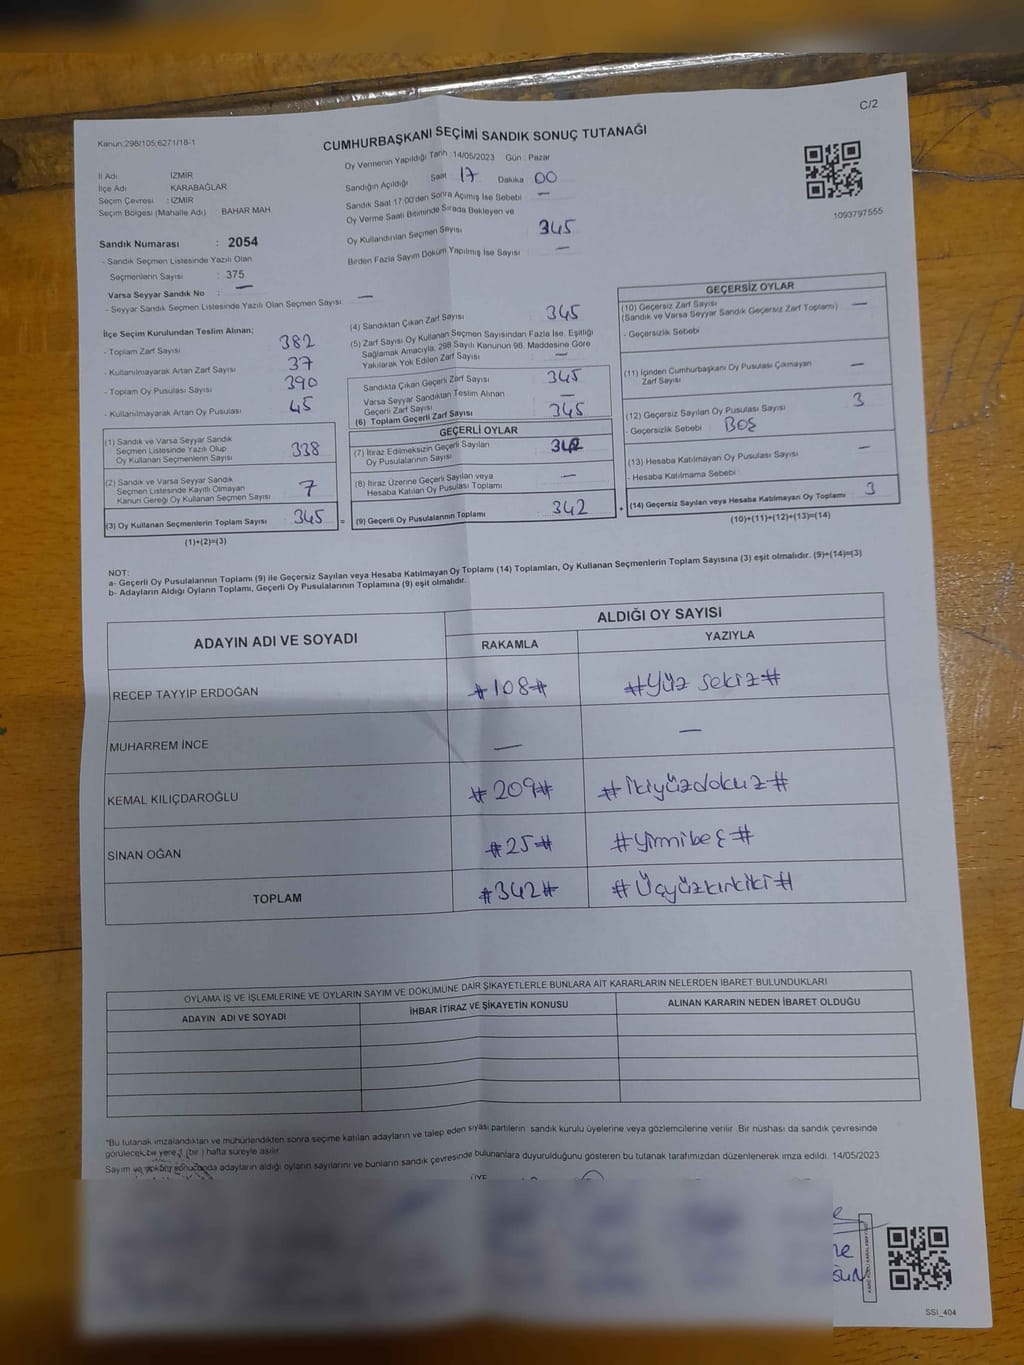 C/2
Kanun:298/105;6271/18-1
CUMHURBAŞKANI SEÇİMİ SANDIK SONUÇ TUTANAĞI
Oy Vermenin Yapıldığı Tarih : 14/05/2023 Gün : Pazar
İl Adı : İZMİR
İlçe Adı : KARABAĞLAR
Seçim Çevresi : İZMİR
Seçim Bölgesi (Mahalle Adı) : BAHAR MAH
Sandığın Açıldığı Saat 17 Dakika 00
Sandık Saat 17:00'den Sonra Açımış İse Sebebi —
Oy Verme Saati Bitiminde Sırada Bekleyen ve
Oy Kullandırılan Seçmen Sayısı 345
Birden Fazla Sayım Döküm Yapılmış İse Sayısı —
1093797555
Sandık Numarası : 2054
- Sandık Seçmen Listesinde Yazılı Olan
Seçmenlerin Sayısı : 375
Varsa Seyyar Sandık No : —
- Seyyar Sandık Seçmen Listesinde Yazılı Olan Seçmen Sayısı: —
İlçe Seçim Kurulundan Teslim Alınan;
- Toplam Zarf Sayısı 382
- Kullanılmayarak Artan Zarf Sayısı 37
- Toplam Oy Pusulası Sayısı 390
- Kullanılmayarak Artan Oy Pusulası 45
(1) Sandık ve Varsa Seyyar Sandık
Seçmen Listesinde Yazılı Olup
Oy Kullanan Seçmenlerin Sayısı 338
(2) Sandık ve Varsa Seyyar Sandık
Seçmen Listesinde Kayıtlı Olmayan
Kanun Gereği Oy Kullanan Seçmen Sayısı 7
(3) Oy Kullanan Seçmenlerin Toplam Sayısı 345
(1)+(2)=(3)
(4) Sandıktan Çıkan Zarf Sayısı 345
(5) Zarf Sayısı Oy Kullanan Seçmen Sayısından Fazla İse, Eşitliği
Sağlamak Amacıyla, 298 Sayılı Kanunun 98. Maddesine Göre
Yakılarak Yok Edilen Zarf Sayısı —
Sandıkta Çıkan Geçerli Zarf Sayısı 345
Varsa Seyyar Sandıktan Teslim Alınan
Geçerli Zarf Sayısı —
(6) Toplam Geçerli Zarf Sayısı 345
GEÇERLİ OYLAR
(7) İtiraz Edilmeksizin Geçerli Sayılan
Oy Pusulalarının Sayısı 342
(8) İtiraz Üzerine Geçerli Sayılan veya
Hesaba Katılan Oy Pusulası Toplamı —
= (9) Geçerli Oy Pusulalarının Toplamı 342
GEÇERSİZ OYLAR
(10) Geçersiz Zarf Sayısı —
(Sandık ve Varsa Seyyar Sandık Geçersiz Zarf Toplamı)
- Geçersizlik Sebebi
(11) İçinden Cumhurbaşkanı Oy Pusulası Çıkmayan
Zarf Sayısı —
(12) Geçersiz Sayılan Oy Pusulası Sayısı 3
- Geçersizlik Sebebi BOŞ
(13) Hesaba Katılmayan Oy Pusulası Sayısı —
- Hesaba Katılmama Sebebi
+ (14) Geçersiz Sayılan veya Hesaba Katılmayan Oy Toplamı 3
(10)+(11)+(12)+(13)=(14)
NOT:
a- Geçerli Oy Pusulalarının Toplamı (9) ile Geçersiz Sayılan veya Hesaba Katılmayan Oy Toplamı (14) Toplamları, Oy Kullanan Seçmenlerin Toplam Sayısına (3) eşit olmalıdır. (9)+(14)=(3)
b- Adayların Aldığı Oyların Toplamı, Geçerli Oy Pusulalarının Toplamına (9) eşit olmalıdır.
ADAYIN ADI VE SOYADI
ALDIĞI OY SAYISI
RAKAMLA YAZIYLA
RECEP TAYYİP ERDOĞAN #108# #Yüz sekiz#
MUHARREM İNCE — —
KEMAL KILIÇDAROĞLU #209# #İkiyüzdokuz#
SİNAN OĞAN #25# #Yirmibeş#
TOPLAM #342# #Üçyüzkırkiki#
OYLAMA İŞ VE İŞLEMLERİNE VE OYLARIN SAYIM VE DÖKÜMÜNE DAİR ŞİKAYETLERLE BUNLARA AİT KARARLARIN NELERDEN İBARET BULUNDUKLARI
ADAYIN ADI VE SOYADI İHBAR İTİRAZ VE ŞİKAYETİN KONUSU ALINAN KARARIN NEDEN İBARET OLDUĞU
*Bu tutanak imzalandıktan ve mühürlendikten sonra seçime katılan adayların ve talep eden siyasi partilerin sandık kurulu üyelerine veya gözlemcilerine verilir. Bir nüshası da sandık çevresinde
görülecek bir yere 1 (bir) hafta süreyle asılır.
Sayım ve döküm sonucunda adayların aldığı oyların sayılarını ve bunların sandık çevresinde bulunanlara duyurulduğunu gösteren bu tutanak tarafımızdan düzenlenerek imza edildi. 14/05/2023
ÜYE
SSİ_404